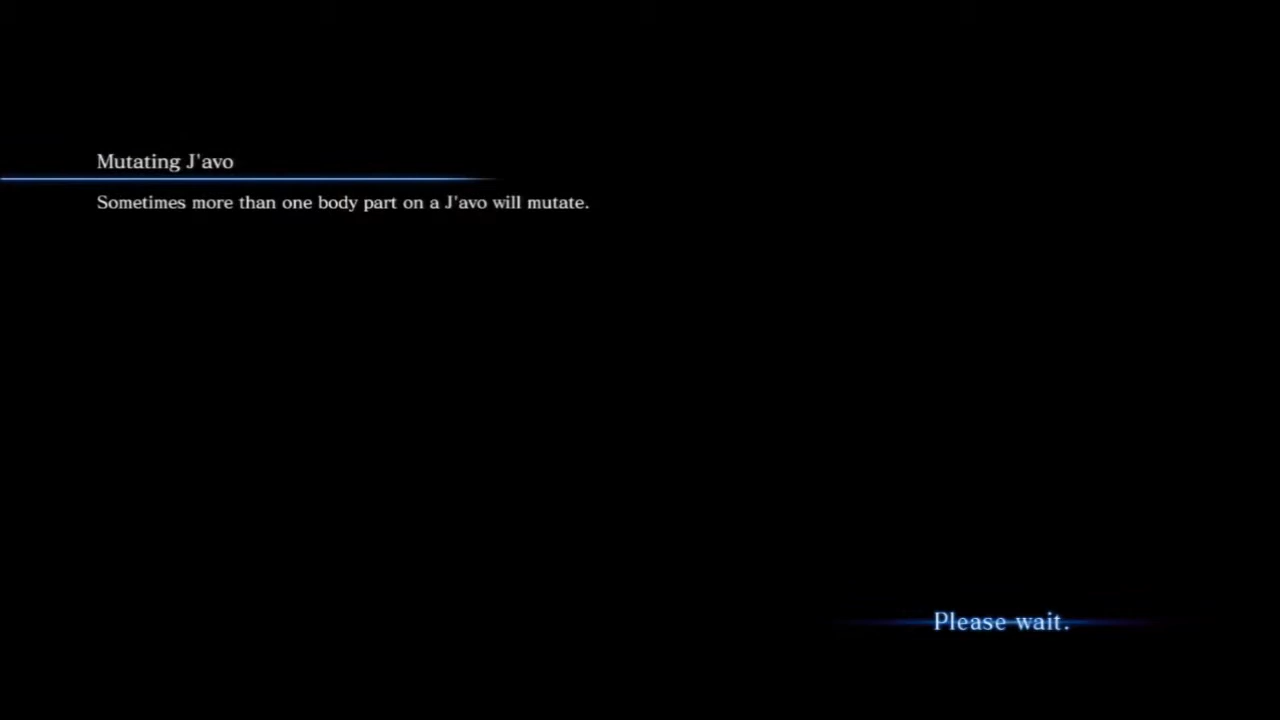 Mutating J'avo
Sometimes more than one body part on a J'avo will mutate.
Please wait.